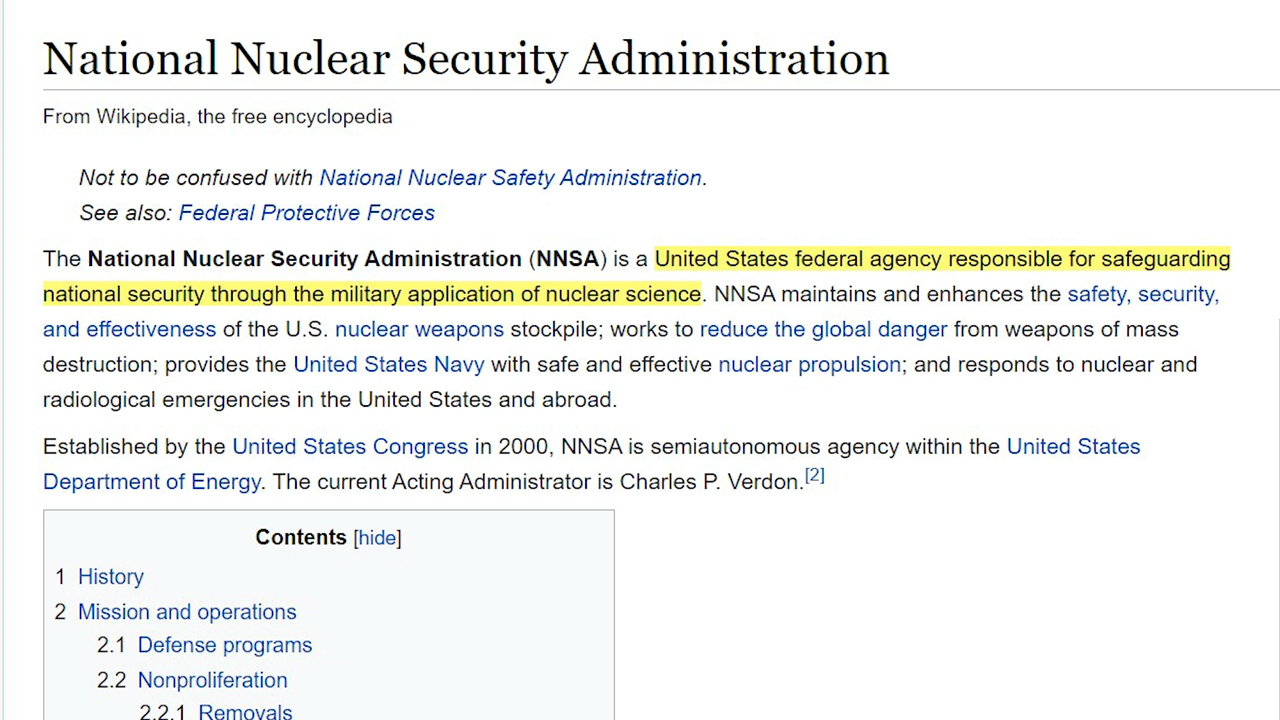 National Nuclear Security Administration
From Wikipedia, the free encyclopedia
Not to be confused with National Nuclear Safety Administration.
See also: Federal Protective Forces
The National Nuclear Security Administration (NNSA) is a United States federal agency responsible for safeguarding
national security through the military application of nuclear science. NNSA maintains and enhances the safety, security,
and effectiveness of the U.S. nuclear weapons stockpile; works to reduce the global danger from weapons of mass
destruction; provides the United States Navy with safe and effective nuclear propulsion; and responds to nuclear and
radiological emergencies in the United States and abroad.
Established by the United States Congress in 2000, NNSA is semiautonomous agency within the United States
Department of Energy. The current Acting Administrator is Charles P. Verdon.[2]
Contents [hide]
1 History
2 Mission and operations
2.1 Defense programs
2.2 Nonproliferation
2.2.1 Removals